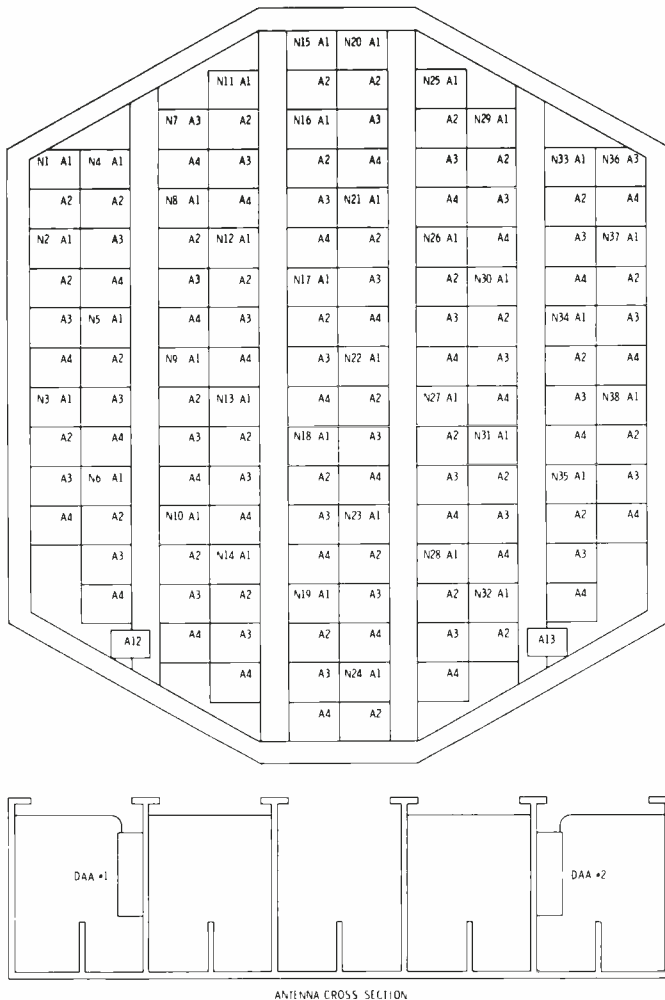 N15 A1 N20 A1
N11 A1 A2 A2 N25 A1
N7 A3 A2 N16 A1 A3 A2 N29 A1
N1 A1 N4 A1 A4 A3 A2 A4 A3 A2 N33 A1 N36 A3
A2 A2 N8 A1 A4 A3 N21 A1 A4 A3 A2 A4
N2 A1 A3 A2 N12 A1 A4 A2 N26 A1 A4 A3 N37 A1
A2 A4 A3 A2 N17 A1 A3 A2 N30 A1 A4 A2
A3 N5 A1 A4 A3 A2 A4 A3 A2 N34 A1 A3
A4 A2 N9 A1 A4 A3 N22 A1 A4 A3 A2 A4
N3 A1 A3 A2 N13 A1 A4 A2 N27 A1 A4 A3 N38 A1
A2 A4 A3 A2 N18 A1 A3 A2 N31 A1 A4 A2
A3 N6 A1 A4 A3 A2 A4 A3 A2 N35 A1 A3
A4 A2 N10 A1 A4 A3 N23 A1 A4 A3 A2 A4
A3 A2 N14 A1 A4 A2 N28 A1 A4 A3
A4 A3 A2 N19 A1 A3 A2 N32 A1 A4
A12 A4 A3 A2 A4 A3 A2 A13
A4 A3 N24 A1 A4
A4 A2
DAA #1 DAA #2
ANTENNA CROSS SECTION